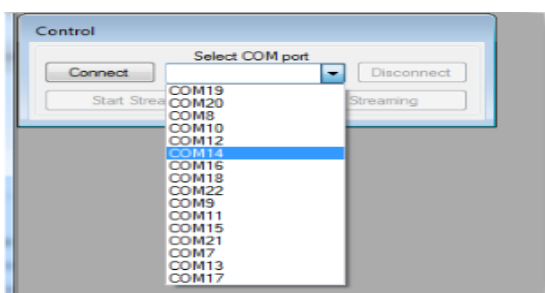 Control
Select COM port
Connect
Disconnect
Start Strea
Streaming
COM19
COM20
COM8
COM10
COM12
COM14
COM16
COM18
COM22
COM9
COM11
COM15
COM21
COM7
COM13
COM17